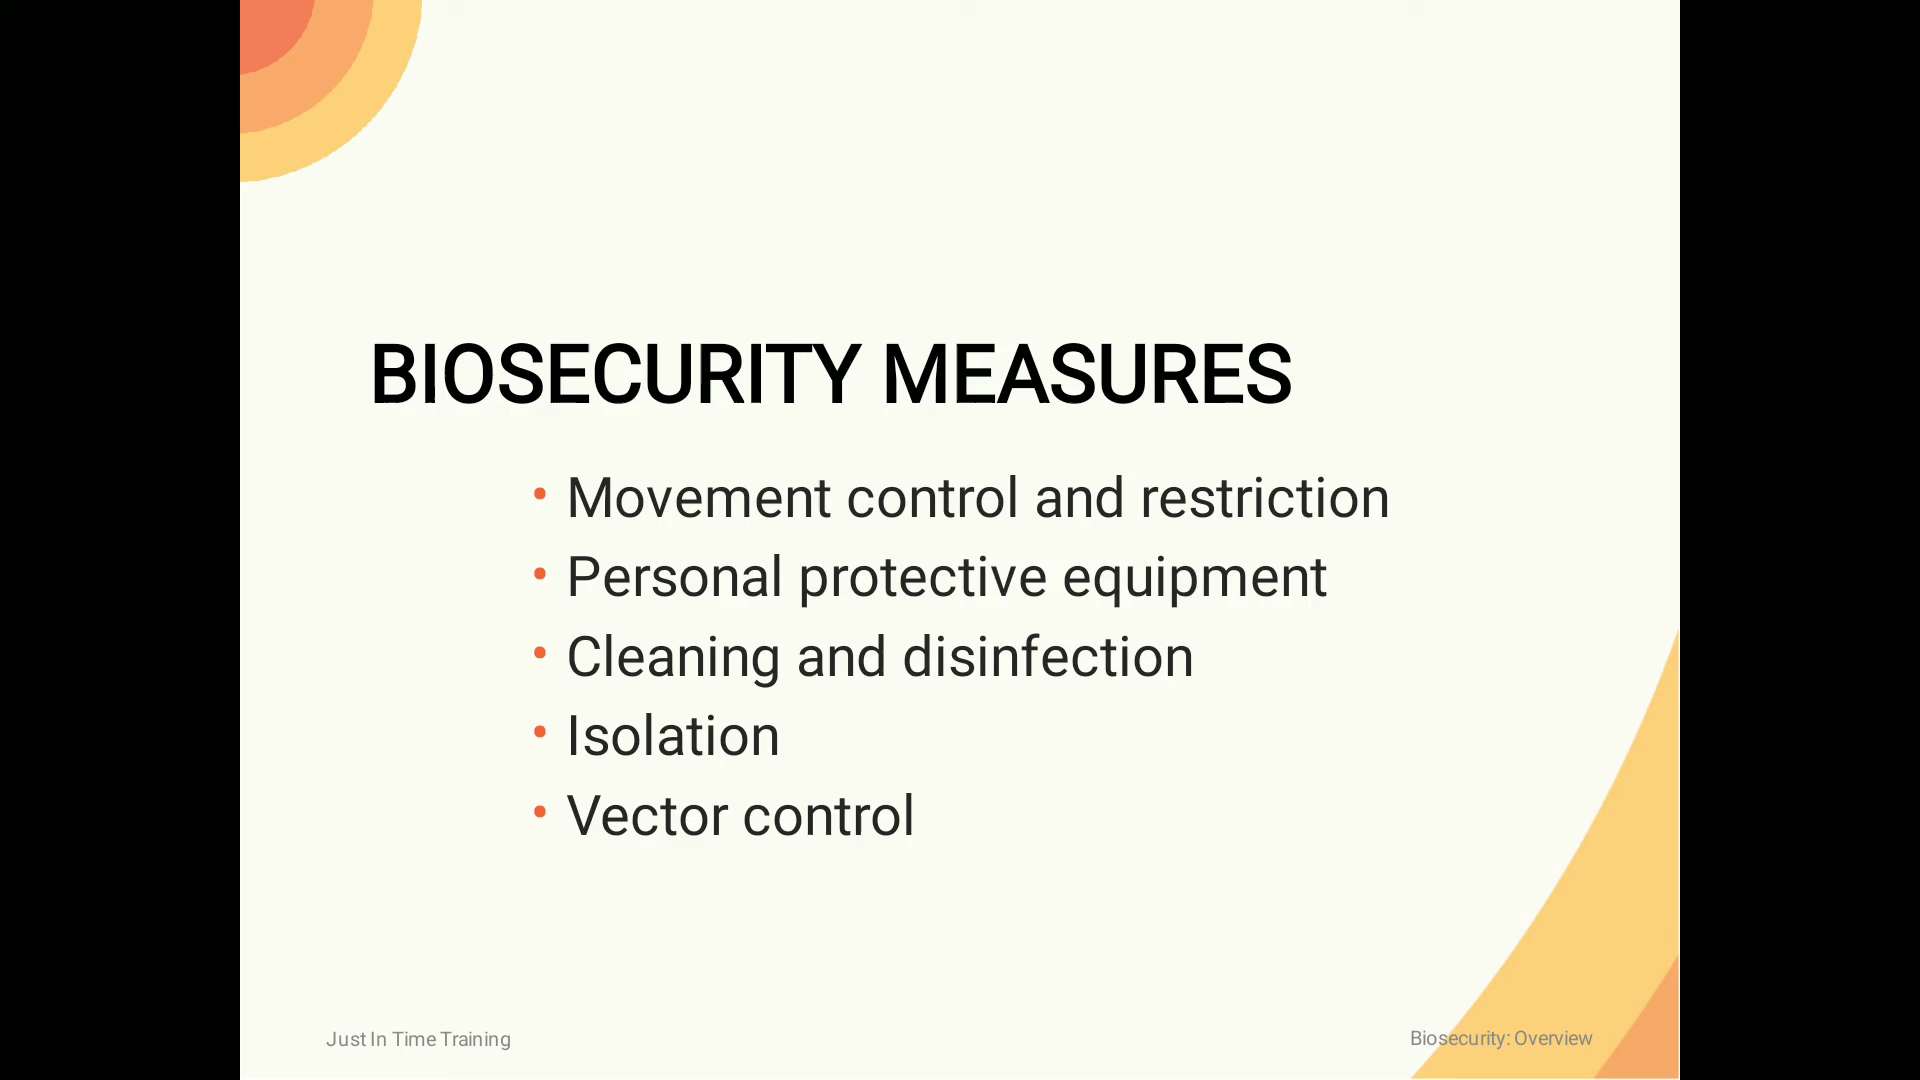 BIOSECURITY MEASURES
• Movement control and restriction
• Personal protective equipment
• Cleaning and disinfection
• Isolation
• Vector control
Just In Time Training
Biosecurity: Overview